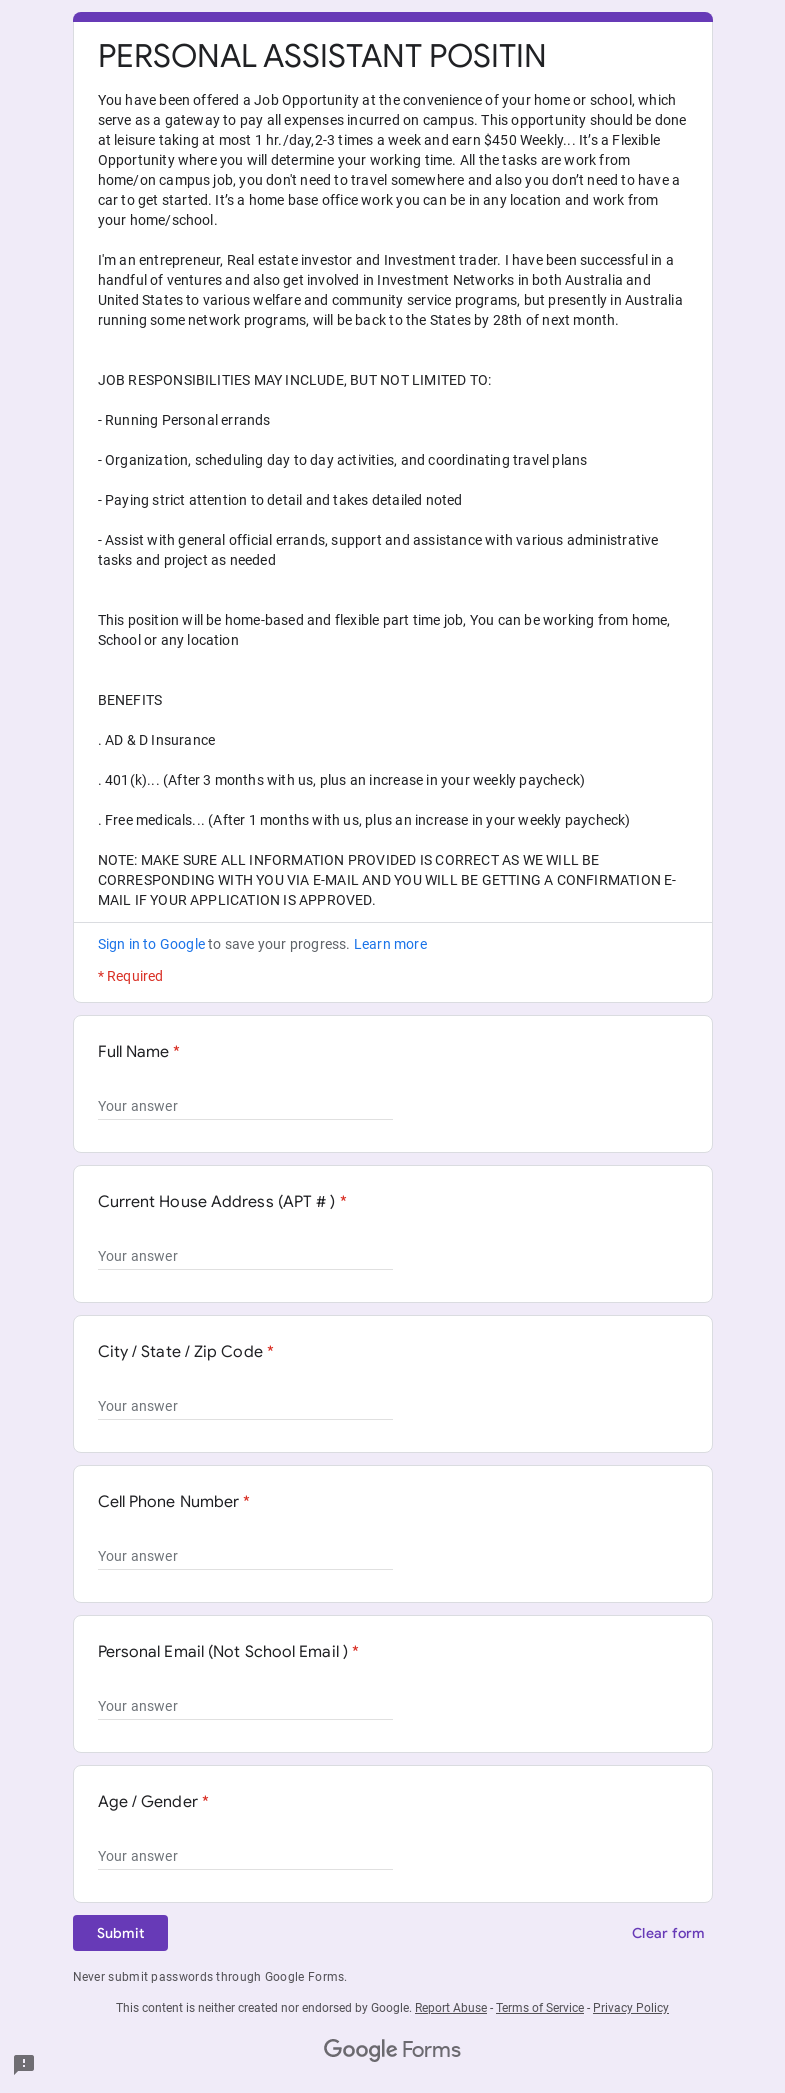 PERSONAL ASSISTANT POSITIN
You have been offered a Job Opportunity at the convenience of your home or school, which
serve as a gateway to pay all expenses incurred on campus. This opportunity should be done
at leisure taking at most 1 hr./day,2-3 times a week and earn $450 Weekly... It’s a Flexible
Opportunity where you will determine your working time. All the tasks are work from
home/on campus job, you don't need to travel somewhere and also you don’t need to have a
car to get started. It’s a home base office work you can be in any location and work from
your home/school.
I'm an entrepreneur, Real estate investor and Investment trader. I have been successful in a
handful of ventures and also get involved in Investment Networks in both Australia and
United States to various welfare and community service programs, but presently in Australia
running some network programs, will be back to the States by 28th of next month.
JOB RESPONSIBILITIES MAY INCLUDE, BUT NOT LIMITED TO:
- Running Personal errands
- Organization, scheduling day to day activities, and coordinating travel plans
- Paying strict attention to detail and takes detailed noted
- Assist with general official errands, support and assistance with various administrative
tasks and project as needed
This position will be home-based and flexible part time job, You can be working from home,
School or any location
BENEFITS
. AD & D Insurance
. 401(k)... (After 3 months with us, plus an increase in your weekly paycheck)
. Free medicals... (After 1 months with us, plus an increase in your weekly paycheck)
NOTE: MAKE SURE ALL INFORMATION PROVIDED IS CORRECT AS WE WILL BE
CORRESPONDING WITH YOU VIA E-MAIL AND YOU WILL BE GETTING A CONFIRMATION E-
MAIL IF YOUR APPLICATION IS APPROVED.
Sign in to Google to save your progress. Learn more
* Required
Full Name *
Your answer
Current House Address (APT # ) *
Your answer
City / State / Zip Code *
Your answer
Cell Phone Number *
Your answer
Personal Email (Not School Email ) *
Your answer
Age / Gender *
Your answer
Submit
Clear form
Never submit passwords through Google Forms.
This content is neither created nor endorsed by Google. Report Abuse - Terms of Service - Privacy Policy
Google Forms